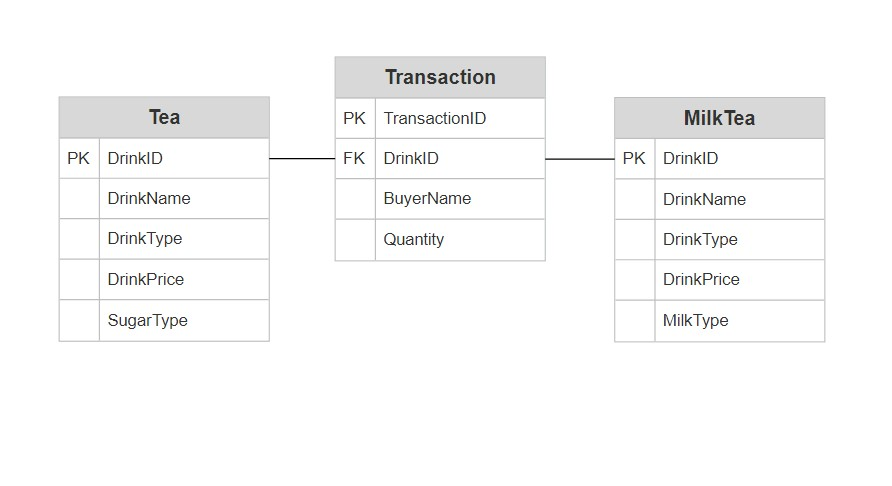 Tea
PK DrinkID
DrinkName
DrinkType
DrinkPrice
SugarType
Transaction
PK TransactionID
FK DrinkID
BuyerName
Quantity
MilkTea
PK DrinkID
DrinkName
DrinkType
DrinkPrice
MilkType